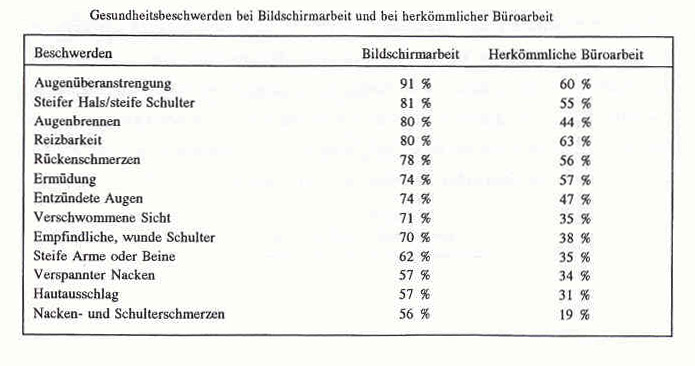 Gesundheitsbeschwerden bei Bildschirmarbeit und bei herkömmlicher Büroarbeit
Beschwerden Bildschirmarbeit Herkömmliche Büroarbeit
Augenüberanstrengung 91 % 60 %
Steifer Hals/steife Schulter 81 % 55 %
Augenbrennen 80 % 44 %
Reizbarkeit 80 % 63 %
Rückenschmerzen 78 % 56 %
Ermüdung 74 % 57 %
Entzündete Augen 74 % 47 %
Verschwommene Sicht 71 % 35 %
Empfindliche, wunde Schulter 70 % 38 %
Steife Arme oder Beine 62 % 35 %
Verspannter Nacken 57 % 34 %
Hautausschlag 57 % 31 %
Nacken- und Schulterschmerzen 56 % 19 %